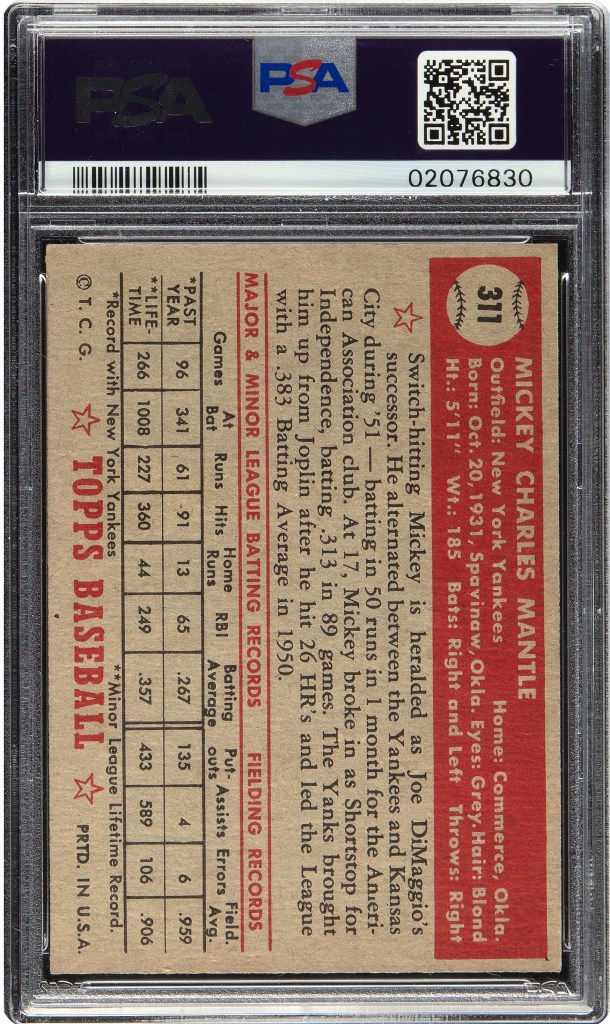 PSA
PSA
02076830
311
MICKEY CHARLES MANTLE
Outfield: New York Yankees Home: Commerce, Okla.
Born: Oct. 20, 1931, Spavinaw, Okla. Eyes: Grey. Hair: Blond
Ht.: 5'11" Wt.: 185 Bats: Right and Left Throws: Right
Switch-hitting Mickey is heralded as Joe DiMaggio's
successor. He alternated between the Yankees and Kansas
City during '51 — batting in 50 runs in 1 month for the Ameri-
can Association club. At 17, Mickey broke in as Shortstop for
Independence, batting .313 in 89 games. The Yanks brought
him up from Joplin after he hit 26 HR's and led the League
with a .383 Batting Average in 1950.
MAJOR & MINOR LEAGUE BATTING RECORDS FIELDING RECORDS
Games At Bat Runs Hits Home Runs RBI Batting Average Put-outs Assists Errors Field. Avg.
*PAST YEAR 96 341 61 -91 13 65 .267 135 4 6 .959
**LIFE-TIME 266 1008 227 360 44 249 .357 433 589 106 .906
*Record with New York Yankees **Minor League Lifetime Record.
© T. C. G. TOPPS BASEBALL PRTD. IN U.S.A.
PSA